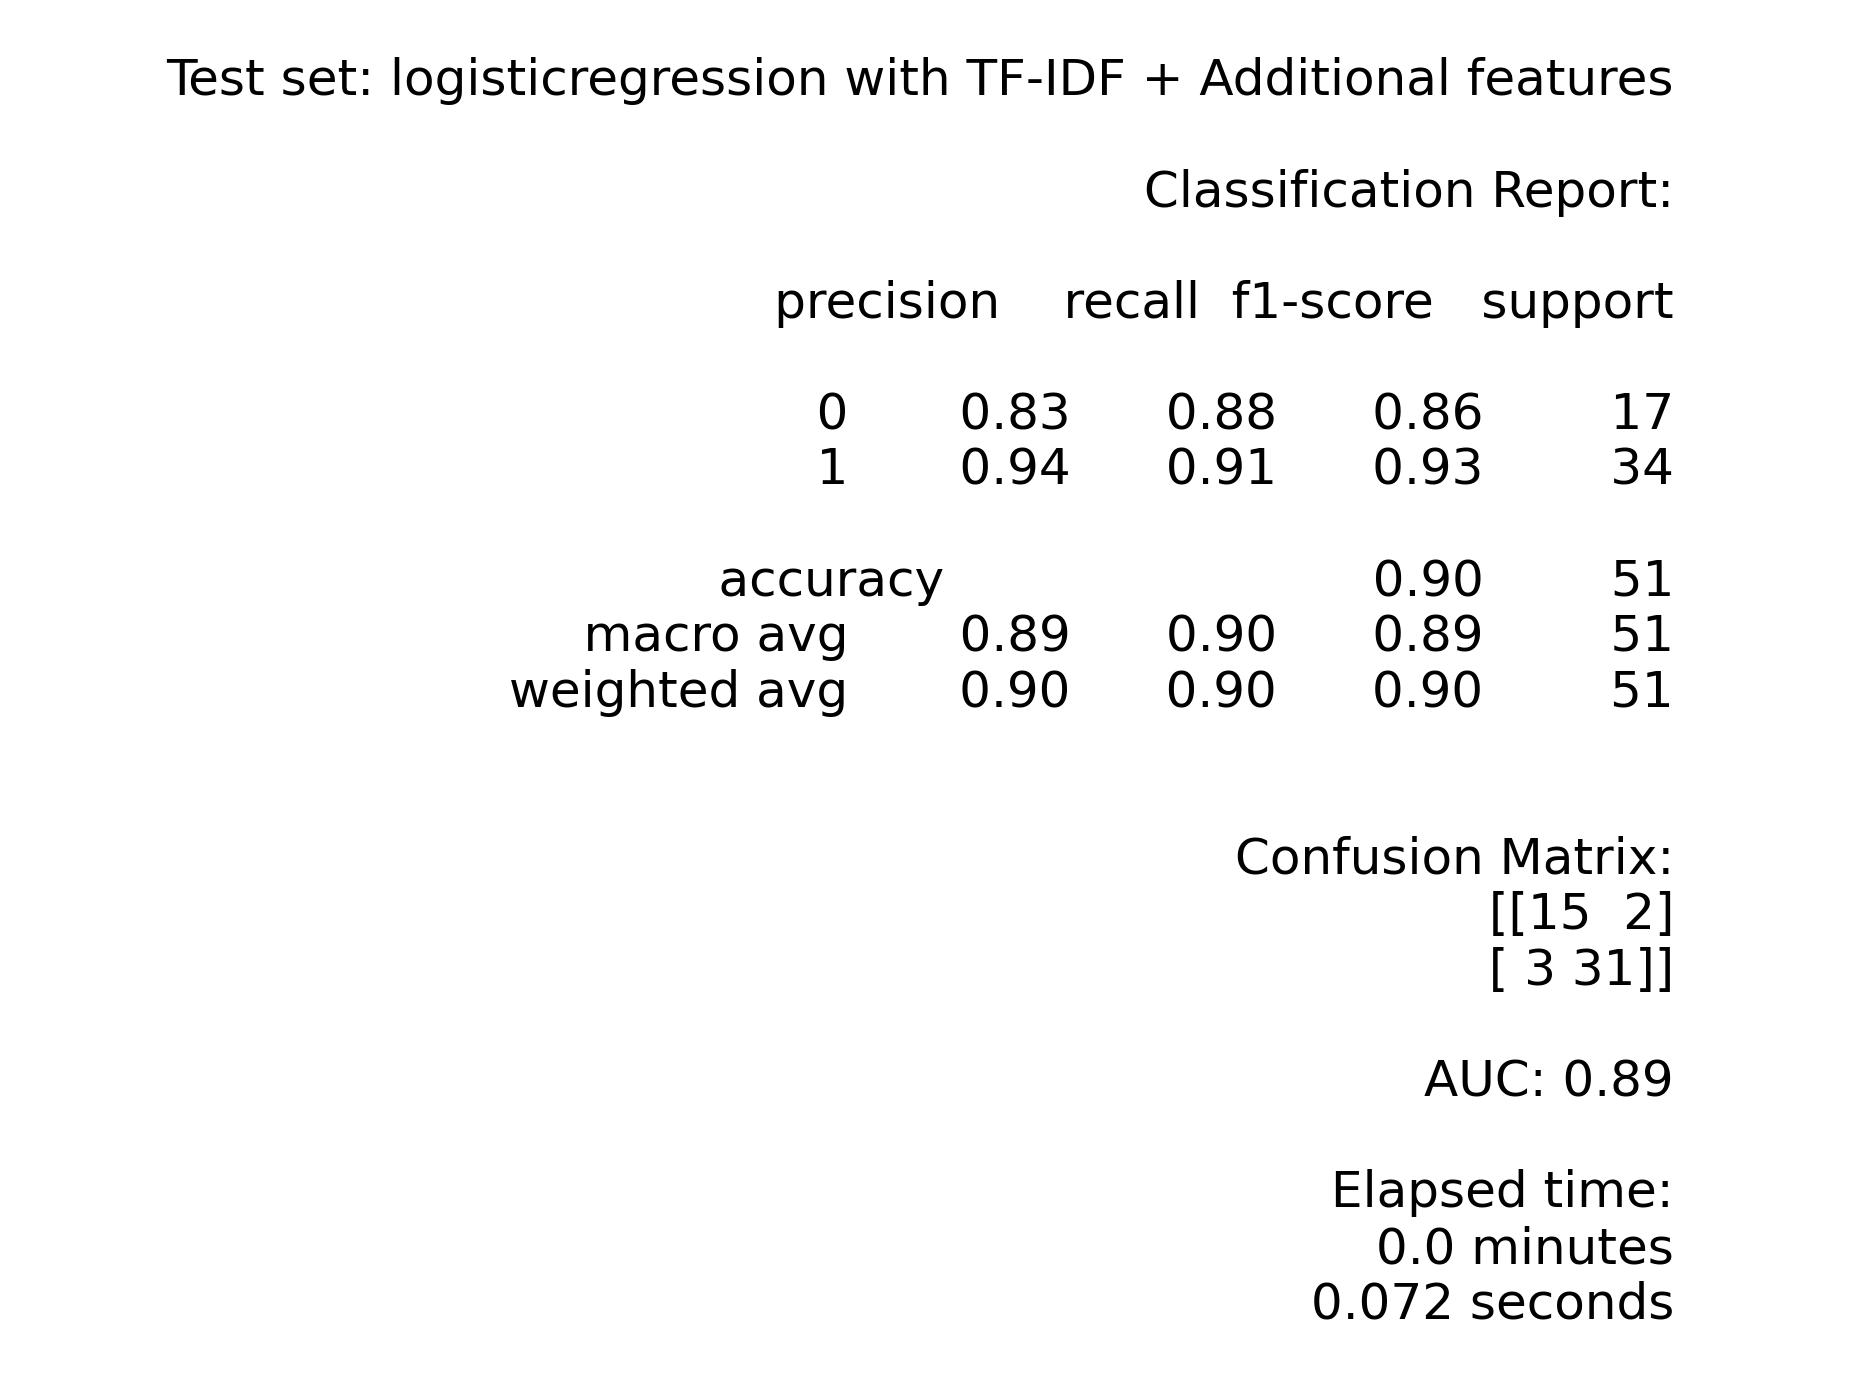 Test set: logisticregression with TF-IDF + Additional features
Classification Report:
precision    recall  f1-score   support
0       0.83      0.88      0.86        17
1       0.94      0.91      0.93        34
accuracy                           0.90        51
macro avg       0.89      0.90      0.89        51
weighted avg       0.90      0.90      0.90        51
Confusion Matrix:
[[15  2]
[ 3 31]]
AUC: 0.89
Elapsed time:
0.0 minutes
0.072 seconds